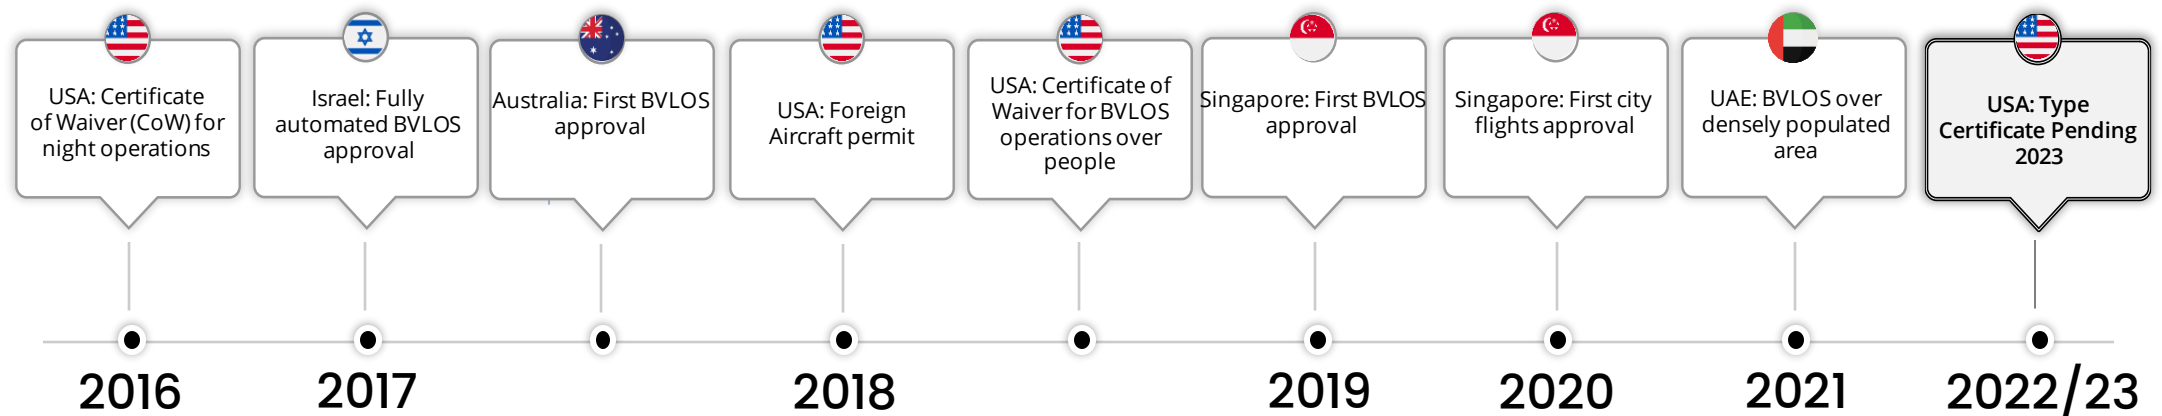 USA: Certificate
of Waiver (CoW) for
night operations
Israel: Fully
automated BVLOS
approval
Australia: First BVLOS
approval
USA: Foreign
Aircraft permit
USA: Certificate of
Waiver for BVLOS
operations over
people
Singapore: First BVLOS
approval
Singapore: First city
flights approval
UAE: BVLOS over
densely populated
area
USA: Type
Certificate Pending
2023
2016
2017
2018
2019
2020
2021
2022/23